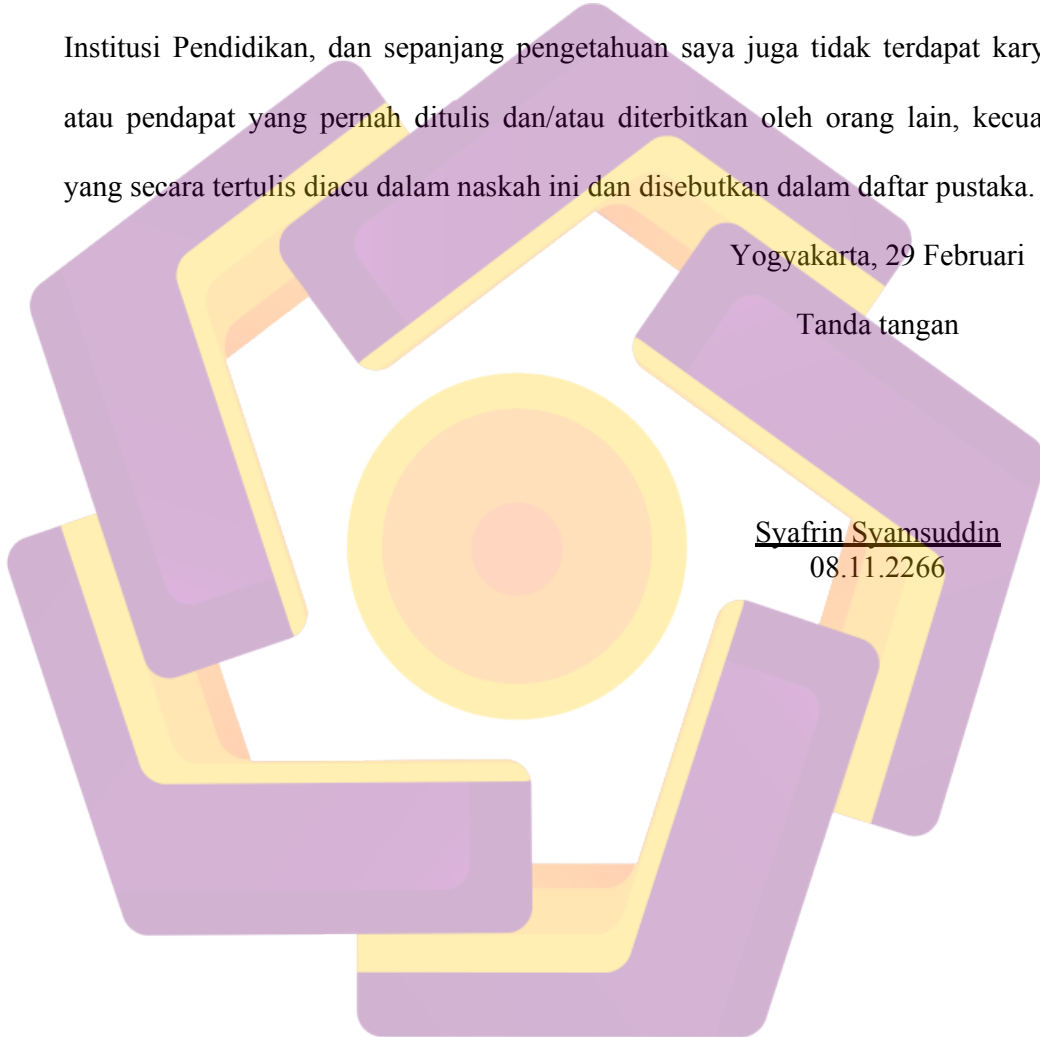 Institusi Pendidikan, dan sepanjang pengetahuan saya juga tidak terdapat kary
atau pendapat yang pernah ditulis dan/atau diterbitkan oleh orang lain, kecua
yang secara tertulis diacu dalam naskah ini dan disebutkan dalam daftar pustaka.
Yogyakarta, 29 Februari
Tanda tangan
Syafrin Syamsuddin
08.11.2266